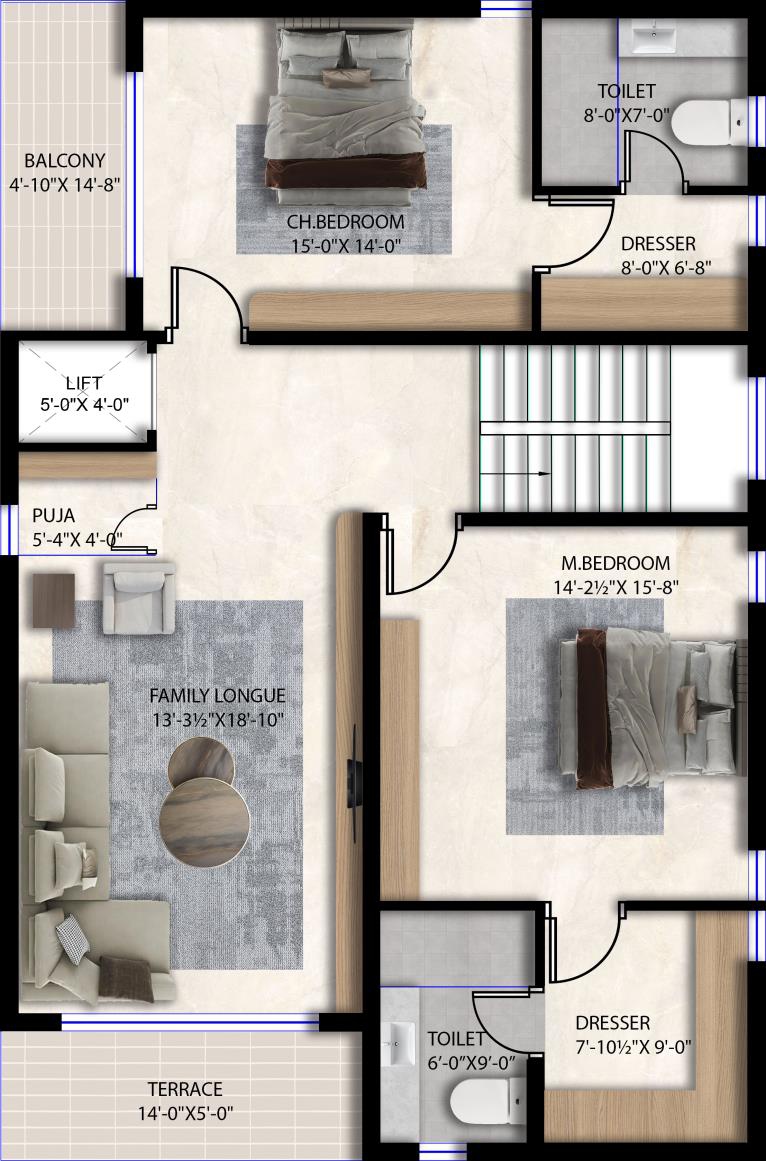 TOILET
8'-0"X7'-0"
BALCONY
4'-10"X 14'-8"
CH.BEDROOM
15'-0"X 14'-0"
DRESSER
8'-0"X 6'-8"
LIFT
5'-0"X 4'-0"
PUJA
5'-4"X 4'-0"
M.BEDROOM
14'-2½"X 15'-8"
FAMILY LONGUE
13'-3½"X18'-10"
DRESSER
7'-10½"X 9'-0"
TOILET
6'-0"X9'-0"
TERRACE
14'-0"X5'-0"